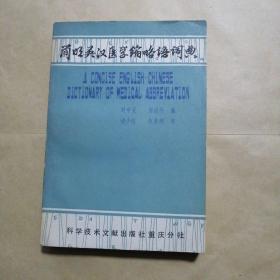 简明英汉医学缩略语词典
A CONCISE ENGLISH CHINESE
DICTIONARY OF MEDICAL ABBREVIATION
编
科学技术文献出版社重庆分社